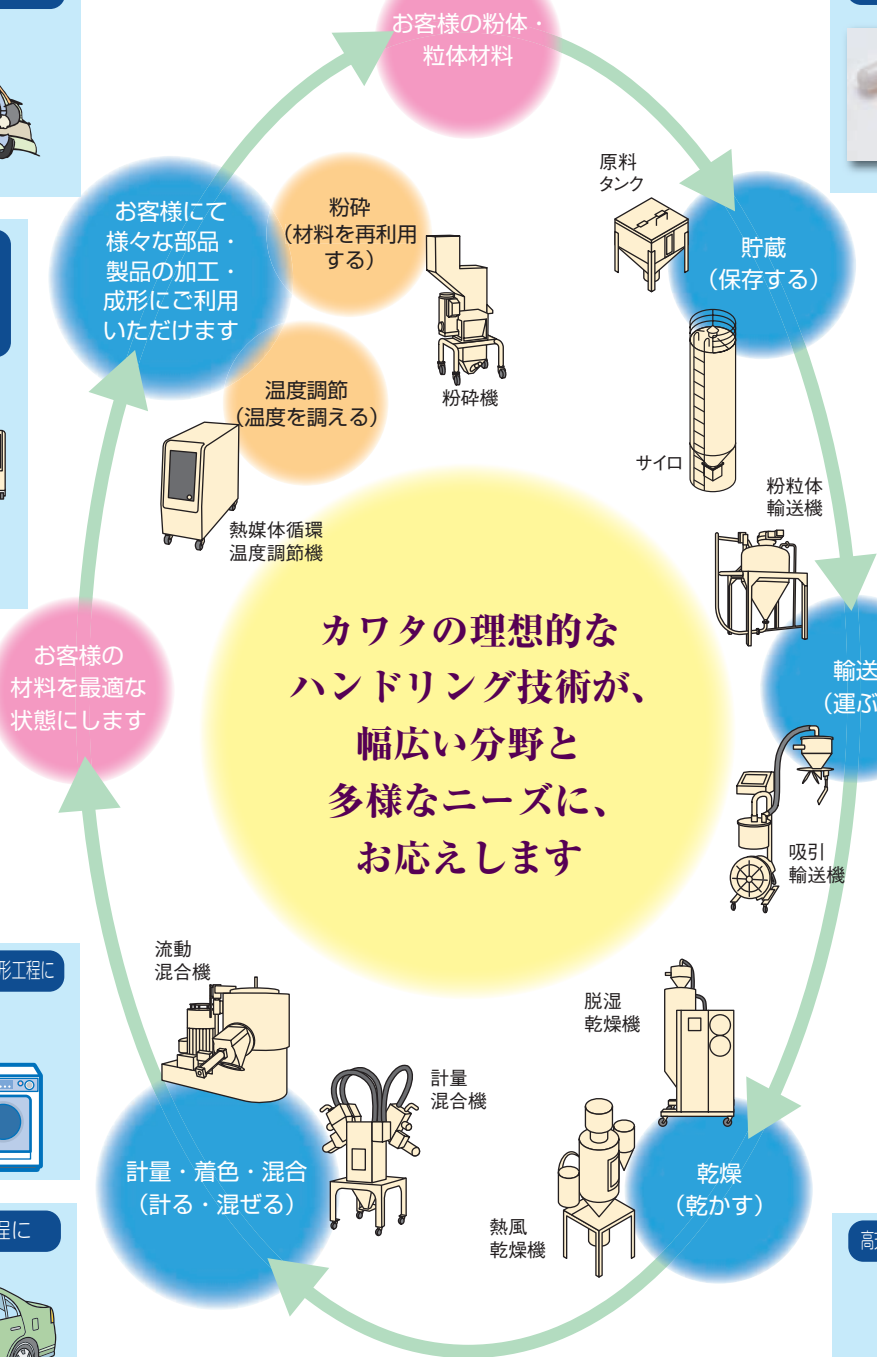 お客様の粉体・
粒体材料
原料
タンク
貯蔵
（保存する）
サイロ
粉粒体
輸送機
輸送
（運ぶ
吸引
輸送機
脱湿
乾燥機
乾燥
（乾かす）
熱風
乾燥機
計量
混合機
流動
混合機
計量・着色・混合
（計る・混ぜる）
お客様の
材料を最適な
状態にします
お客様にて
様々な部品・
製品の加工・
成形にご利用
いただけます
粉砕
（材料を再利用
する）
粉砕機
温度調節
（温度を調える）
熱媒体循環
温度調節機
カワタの理想的な
ハンドリング技術が、
幅広い分野と
多様なニーズに、
お応えします
形工程に
程に
高